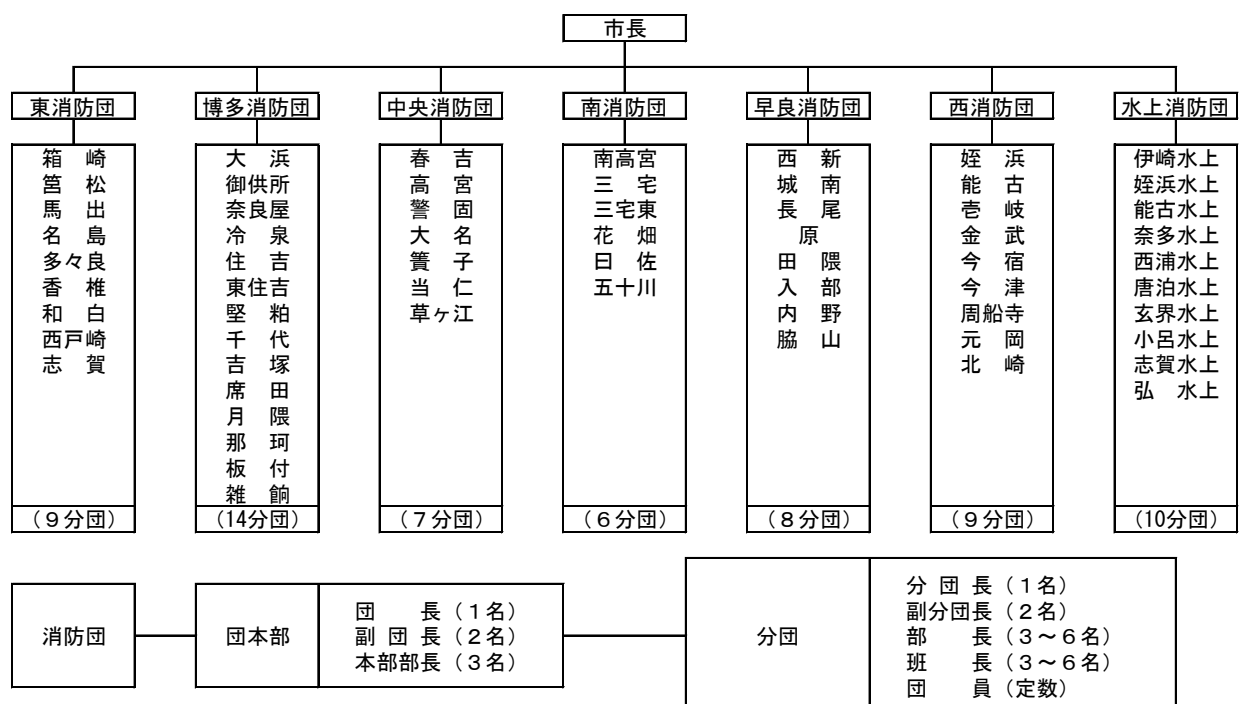 市長
東消防団
箱　崎
筥　松
馬　出
名　島
多々良
香　椎
和　白
西戸崎
志　賀
（９分団）
博多消防団
大　浜
御供所
奈良屋
冷　泉
住　吉
東住吉
堅　粕
千　代
吉　塚
席　田
月　隈
那　珂
板　付
雑　餉
（14分団）
中央消防団
春　吉
高　宮
警　固
大　名
簀　子
当　仁
草ヶ江
（７分団）
南消防団
南高宮
三　宅
三宅東
花　畑
曰　佐
五十川
（６分団）
早良消防団
西　新
城　南
長　尾
原
田　隈
入　部
内　野
脇　山
（８分団）
西消防団
姪　浜
能　古
壱　岐
金　武
今　宿
今　津
周船寺
元　岡
北　崎
（９分団）
水上消防団
伊崎水上
姪浜水上
能古水上
奈多水上
西浦水上
唐泊水上
玄界水上
小呂水上
志賀水上
弘　水上
（10分団）
消防団
団本部
団　　長（１名）
副 団 長（２名）
本部部長（３名）
分団
分 団 長（１名）
副分団長（２名）
部　　長（３～６名）
班　　長（３～６名）
団　　員（定数）